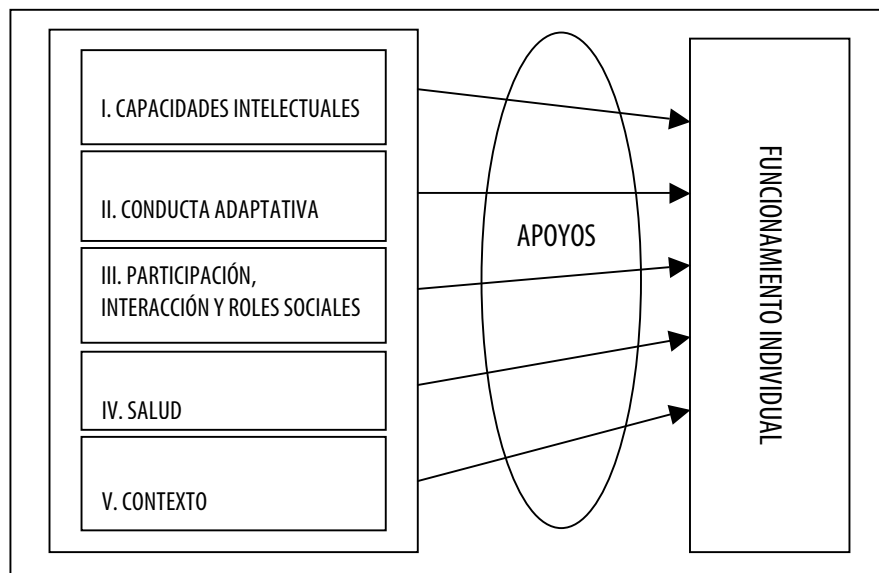 I. CAPACIDADES INTELECTUALES
II. CONDUCTA ADAPTATIVA
III. PARTICIPACIÓN,
INTERACCIÓN Y ROLES SOCIALES
IV. SALUD
V. CONTEXTO
APOYOS
FUNCIONAMIENTO INDIVIDUAL